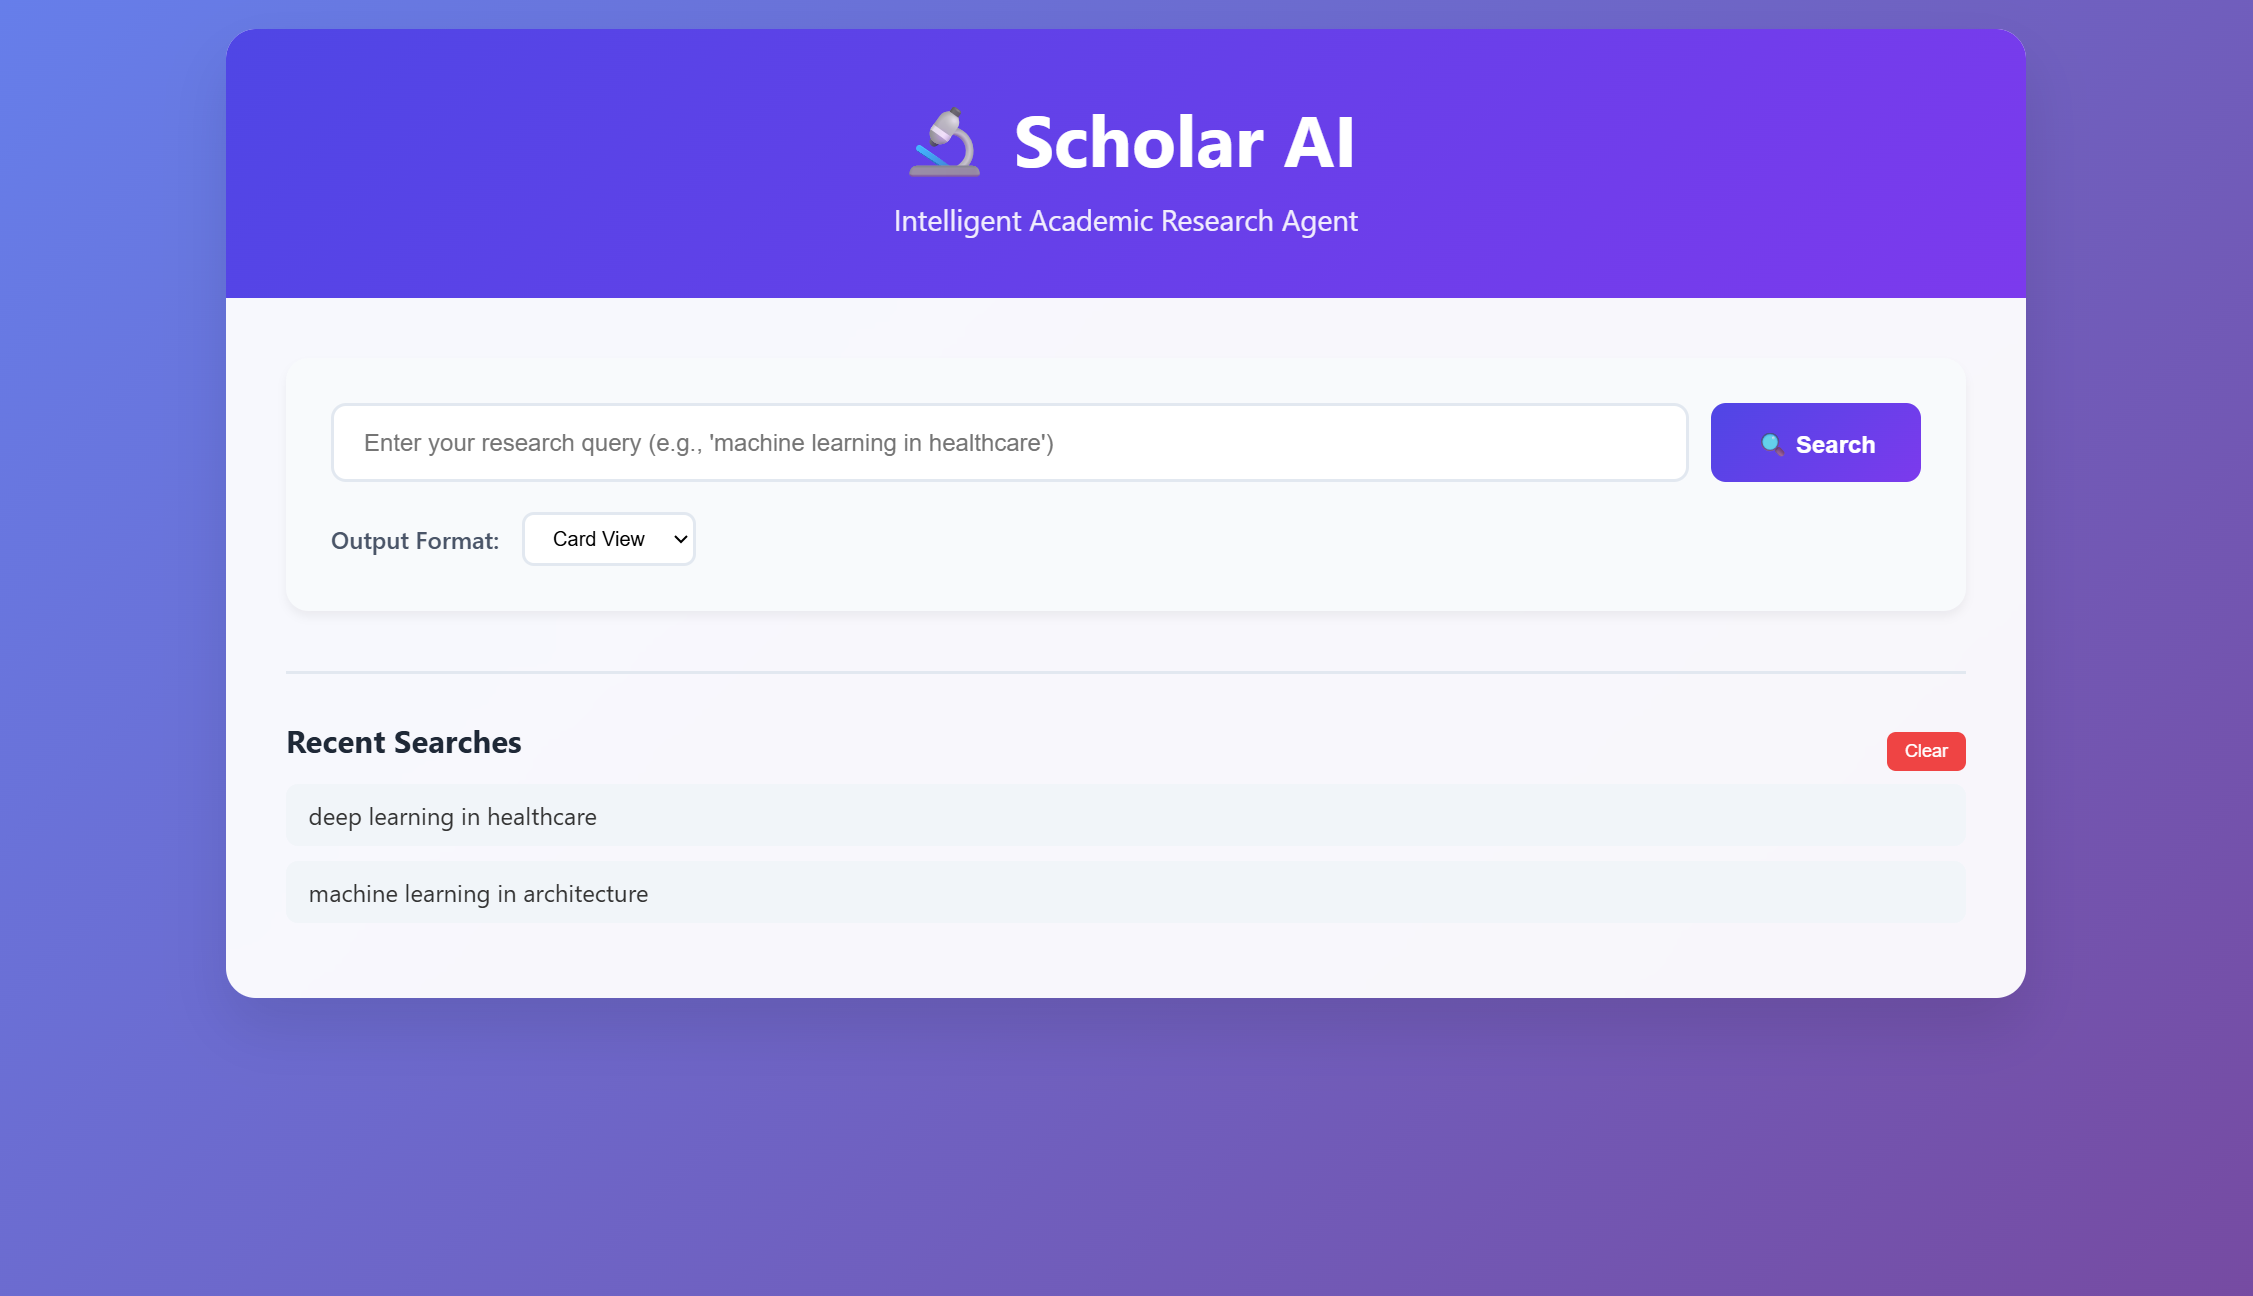 Scholar AI
Intelligent Academic Research Agent
Enter your research query (e.g., 'machine learning in healthcare')
Search
Output Format:
Card View
Recent Searches
Clear
deep learning in healthcare
machine learning in architecture